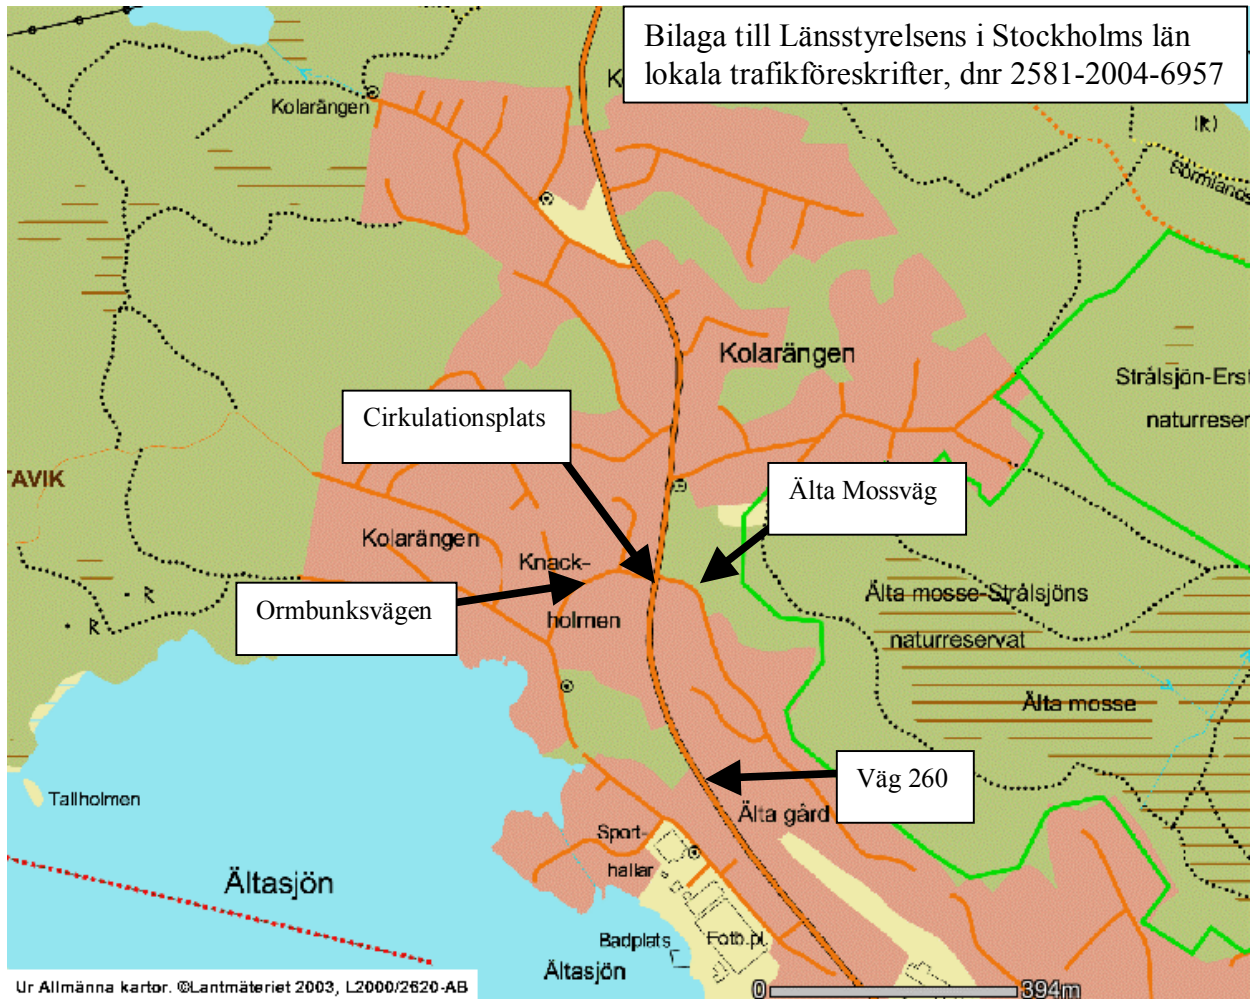 Bilaga till Länsstyrelsens i Stockholms län
lokala trafikföreskrifter, dnr 2581-2004-6957
Kolarängen
(R)
Sörmlands
Kolarängen
Strålsjön-Erst
naturreser
Cirkulationsplats
TAVIK
Älta Mossväg
Kolarängen
Knack-
holmen
Ormbunksvägen
R
R
Älta mosse-Strålsjöns
naturreservat
Älta mosse
Väg 260
Tallholmen
Älta gård
Sport-
hallar
Ältasjön
Badplats
Fotb.pl.
Ältasjön
0 394m
Ur Allmänna kartor. ©Lantmäteriet 2003, L2000/2620-AB